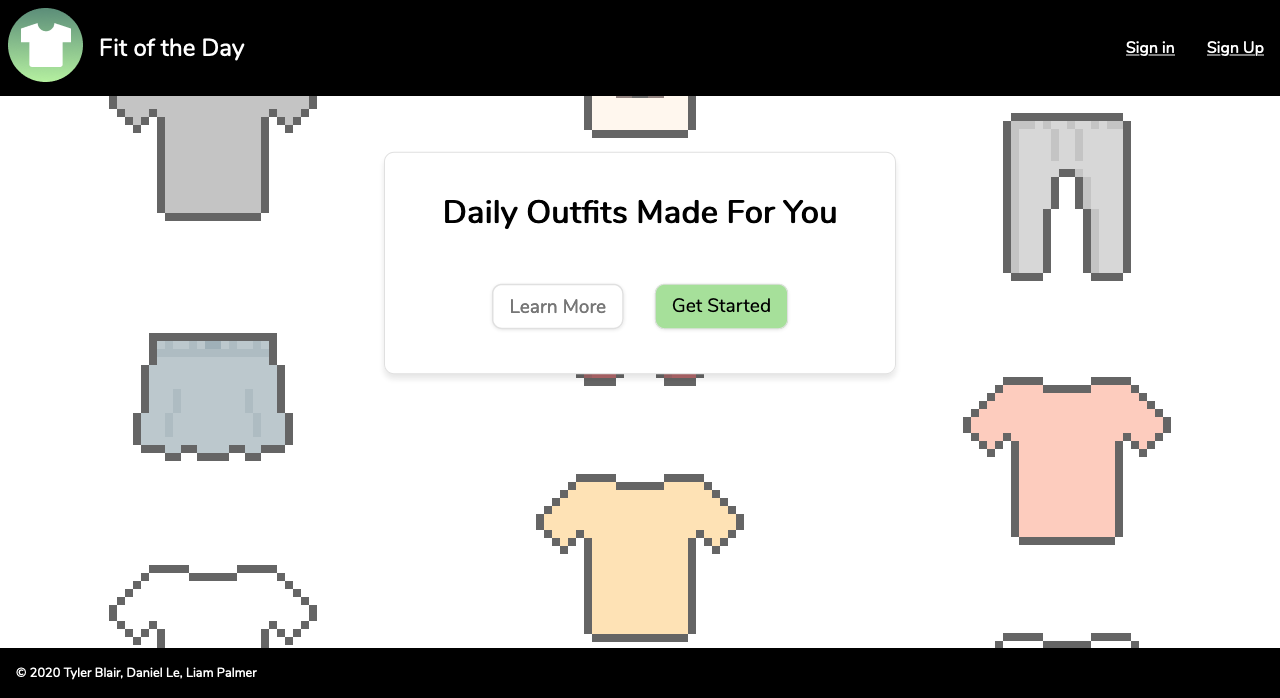 Fit of the Day
Sign in
Sign Up
Daily Outfits Made For You
Learn More
Get Started
© 2020 Tyler Blair, Daniel Le, Liam Palmer